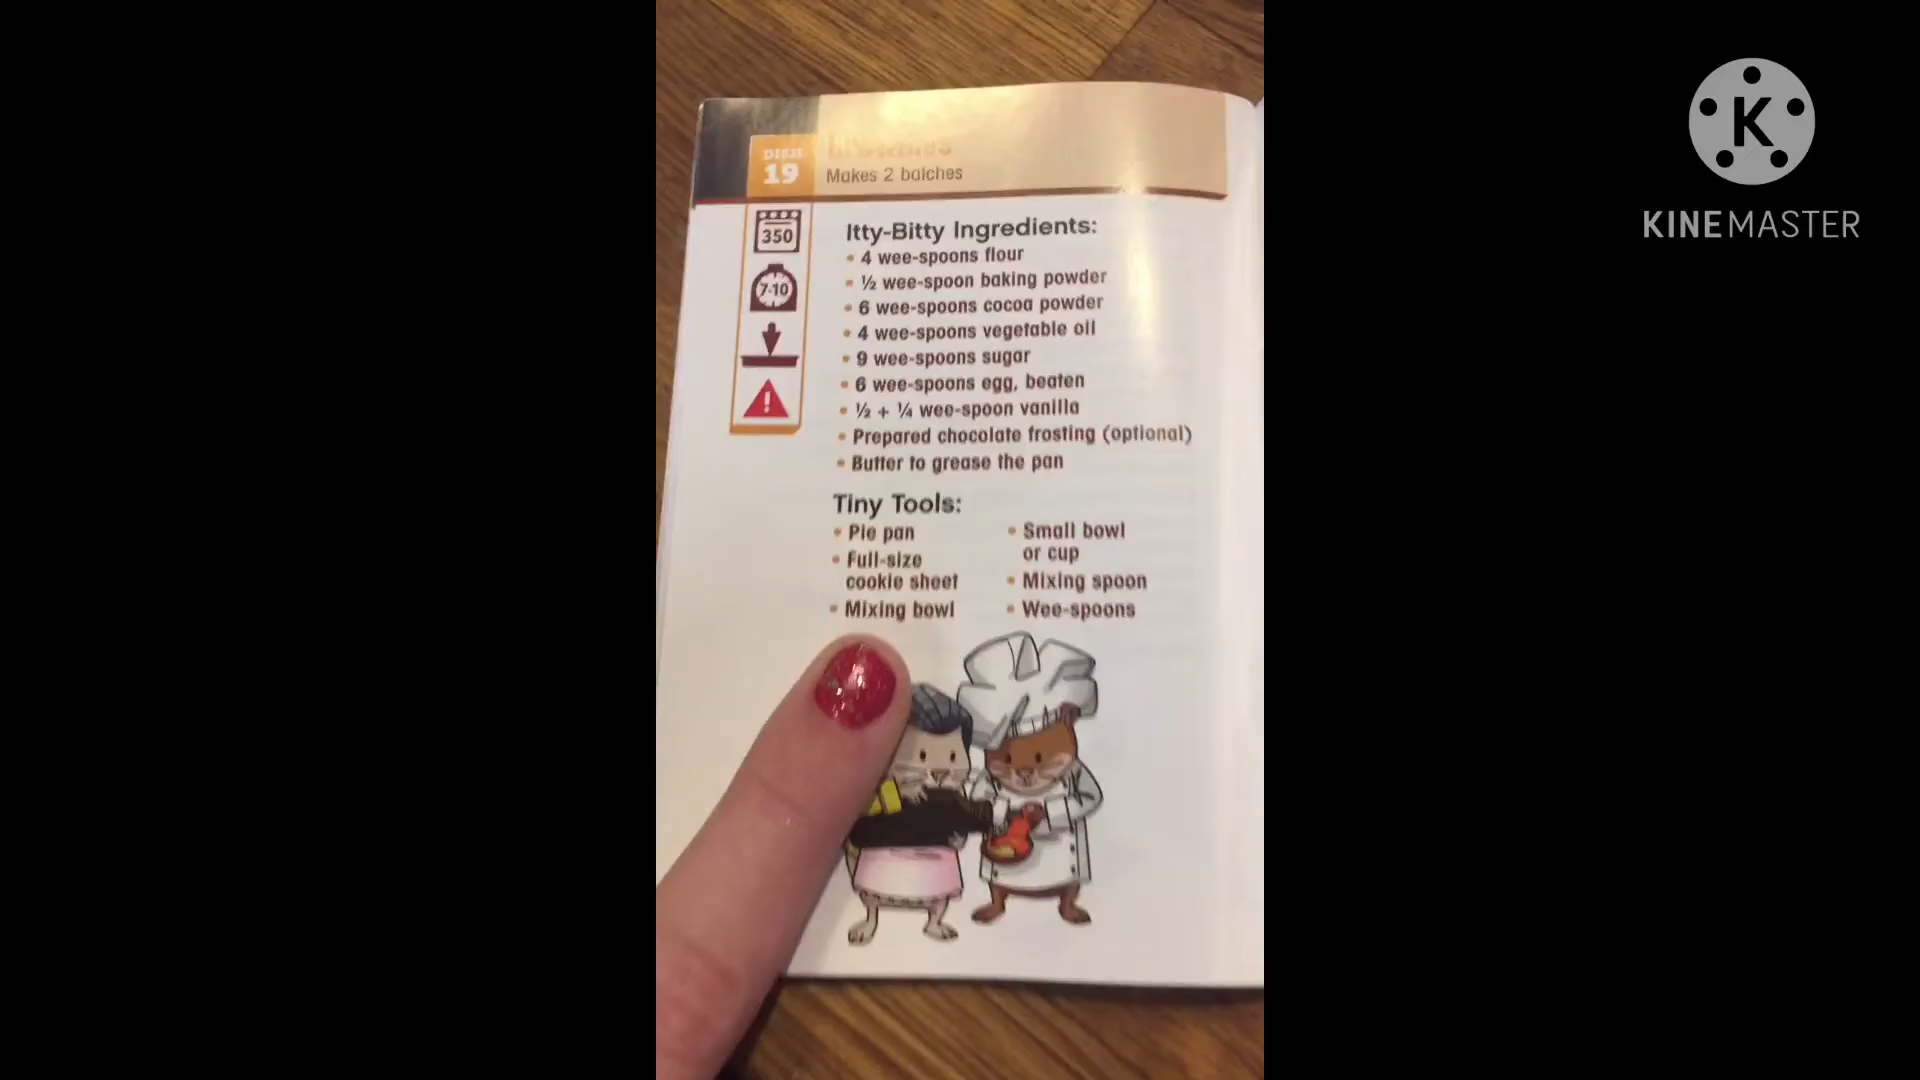 DISH
19
brownies
Makes 2 batches
350
7-10
!
Itty-Bitty Ingredients:
• 4 wee-spoons flour
• ½ wee-spoon baking powder
• 6 wee-spoons cocoa powder
• 4 wee-spoons vegetable oil
• 9 wee-spoons sugar
• 6 wee-spoons egg, beaten
• ½ + ¼ wee-spoon vanilla
• Prepared chocolate frosting (optional)
• Butter to grease the pan
Tiny Tools:
• Pie pan
• Full-size
cookie sheet
• Mixing bowl
• Small bowl
or cup
• Mixing spoon
• Wee-spoons
K
KINEMASTER